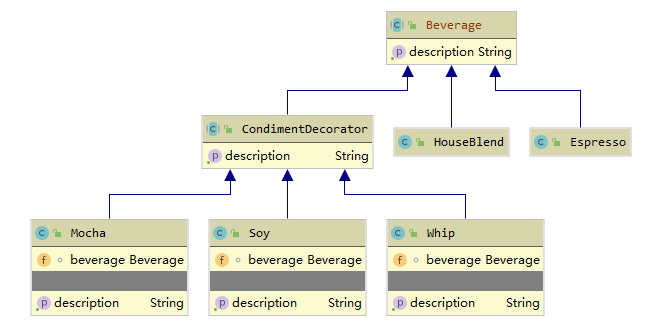 Beverage
description String
CondimentDecorator
description String
HouseBlend
Espresso
Mocha
beverage Beverage
description String
Soy
beverage Beverage
description String
Whip
beverage Beverage
description String